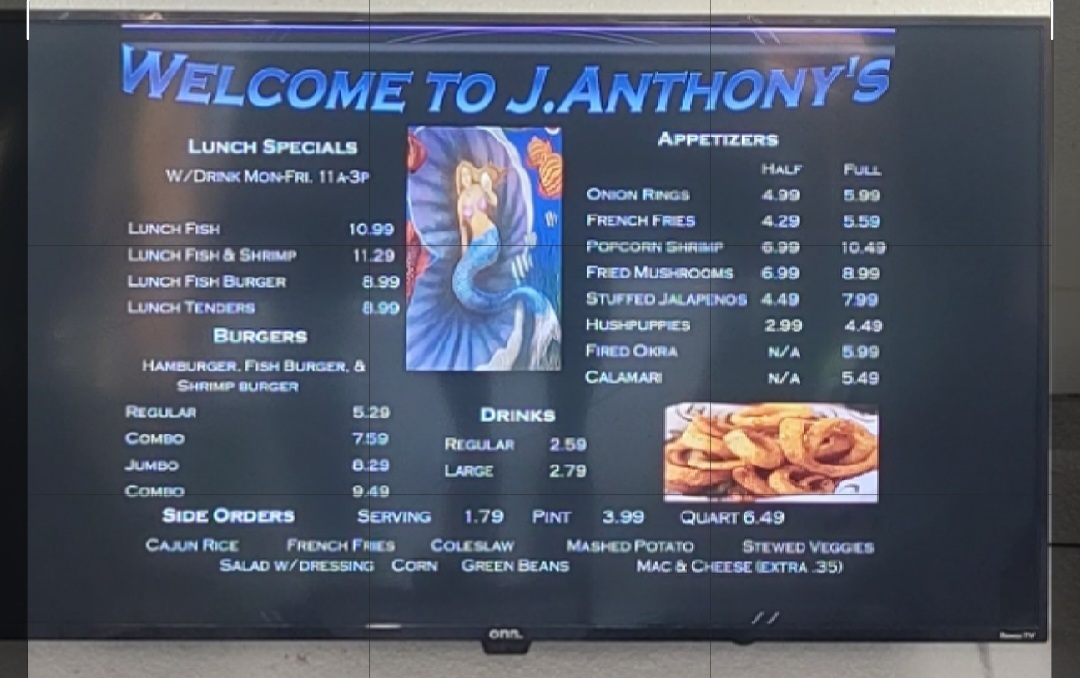 WELCOME TO J.ANTHONY'S
LUNCH SPECIALS
W/DRINK MON-FRI. 11A-3P
LUNCH FISH 10.99
LUNCH FISH & SHRIMP 11.29
LUNCH FISH BURGER 8.99
LUNCH TENDERS 8.99
BURGERS
HAMBURGER, FISH BURGER, &
SHRIMP BURGER
REGULAR 5.29
COMBO 7.59
JUMBO 8.29
COMBO 9.49
APPETIZERS
HALF FULL
ONION RINGS 4.99 5.99
FRENCH FRIES 4.29 5.59
POPCORN SHRIMP 6.99 10.49
FRIED MUSHROOMS 6.99 8.99
STUFFED JALAPENOS 4.49 7.99
HUSHPUPPIES 2.99 4.49
FIRED OKRA N/A 5.99
CALAMARI N/A 5.49
DRINKS
REGULAR 2.59
LARGE 2.79
SIDE ORDERS SERVING 1.79 PINT 3.99 QUART 6.49
CAJUN RICE FRENCH FRIES COLESLAW MASHED POTATO STEWED VEGGIES
SALAD W/DRESSING CORN GREEN BEANS MAC & CHEESE (EXTRA .35)
onn.
Roku TV